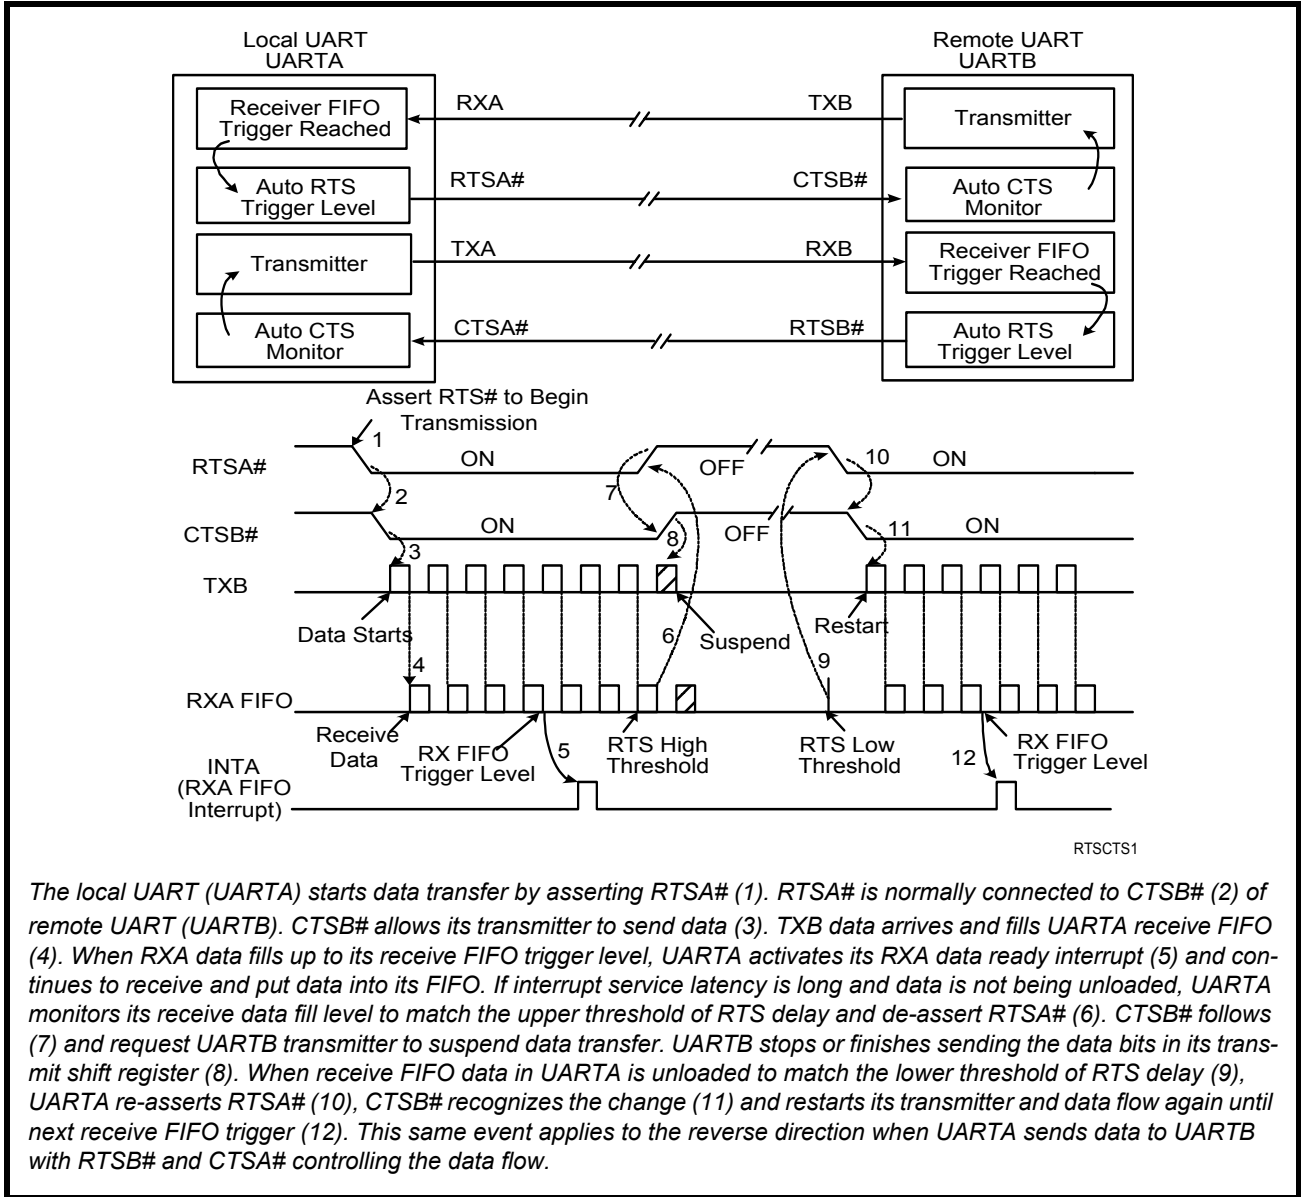 Local UART
UARTA
Remote UART
UARTB
Receiver FIFO
Trigger Reached
RXA
TXB
Transmitter
Auto RTS
Trigger Level
RTSA#
CTSB#
Auto CTS
Monitor
Transmitter
TXA
RXB
Receiver FIFO
Trigger Reached
Auto CTS
Monitor
CTSA#
RTSB#
Auto RTS
Trigger Level
Assert RTS# to Begin
Transmission
1
RTSA#
ON
OFF
10
ON
2
7
CTSB#
ON
8
OFF
11
ON
3
TXB
Data Starts
6
Suspend
Restart
4
9
RXA FIFO
Receive
Data
RX FIFO
Trigger Level
5
RTS High
Threshold
RTS Low
Threshold
12
RX FIFO
Trigger Level
INTA
(RXA FIFO
Interrupt)
RTSCTS1
The local UART (UARTA) starts data transfer by asserting RTSA# (1). RTSA# is normally connected to CTSB# (2) of
remote UART (UARTB). CTSB# allows its transmitter to send data (3). TXB data arrives and fills UARTA receive FIFO
(4). When RXA data fills up to its receive FIFO trigger level, UARTA activates its RXA data ready interrupt (5) and con-
tinues to receive and put data into its FIFO. If interrupt service latency is long and data is not being unloaded, UARTA
monitors its receive data fill level to match the upper threshold of RTS delay and de-assert RTSA# (6). CTSB# follows
(7) and request UARTB transmitter to suspend data transfer. UARTB stops or finishes sending the data bits in its trans-
mit shift register (8). When receive FIFO data in UARTA is unloaded to match the lower threshold of RTS delay (9),
UARTA re-asserts RTSA# (10), CTSB# recognizes the change (11) and restarts its transmitter and data flow again until
next receive FIFO trigger (12). This same event applies to the reverse direction when UARTA sends data to UARTB
with RTSB# and CTSA# controlling the data flow.